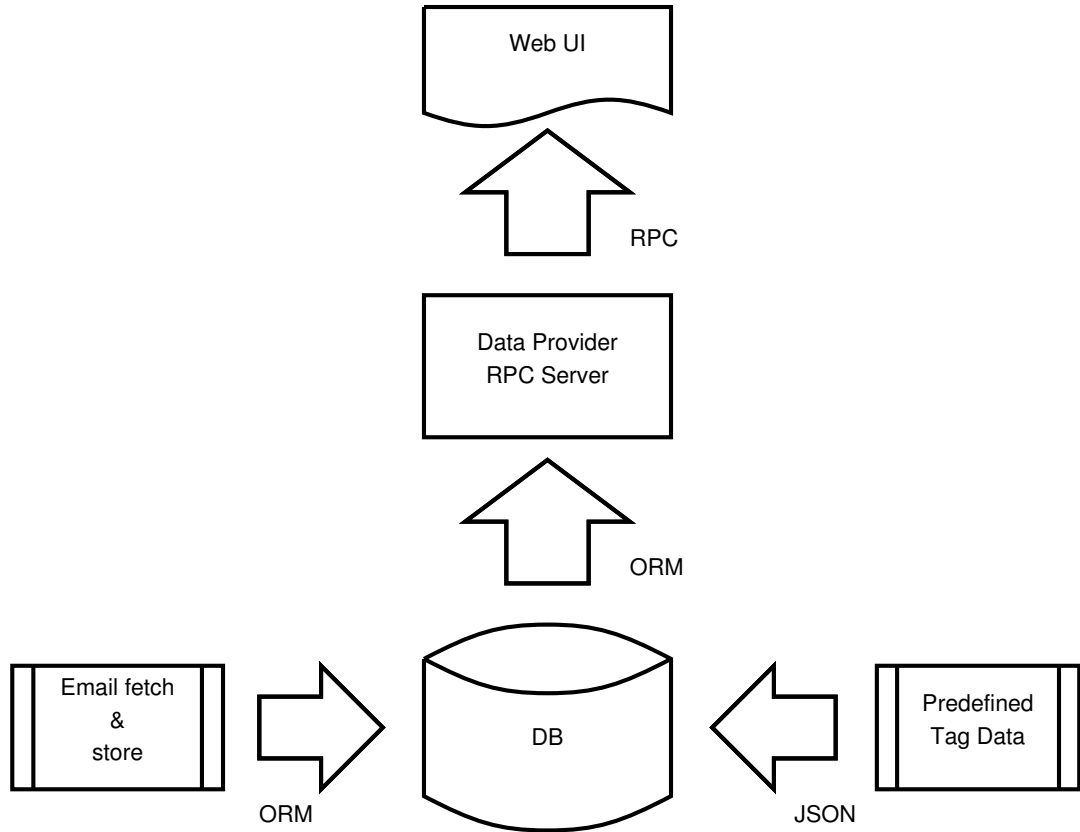 Web UI
RPC
Data Provider
RPC Server
ORM
Email fetch
&
store
ORM
DB
Predefined
Tag Data
JSON